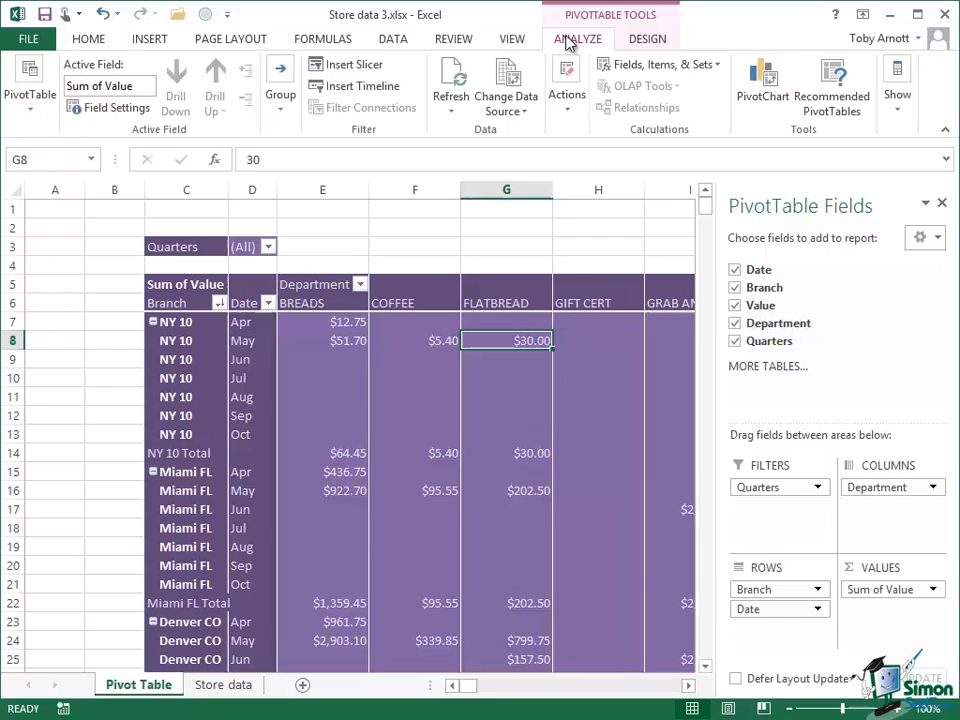 Store data 3.xlsx - Excel
PIVOTTABLE TOOLS
?
FILE
HOME
INSERT
PAGE LAYOUT
FORMULAS
DATA
REVIEW
VIEW
ANALYZE
DESIGN
Toby Arnott
PivotTable
Active Field:
Sum of Value
Field Settings
Drill
Down
Drill
Up
Active Field
Group
Insert Slicer
Insert Timeline
Filter Connections
Filter
Refresh
Change Data
Source
Data
Actions
Fields, Items, & Sets
OLAP Tools
Relationships
Calculations
PivotChart
Recommended
PivotTables
Tools
Show
G8
fx
30
A B C D E F G H I
1
2
3 Quarters (All)
4
5 Sum of Value Department
6 Branch Date BREADS COFFEE FLATBREAD GIFT CERT GRAB AN
7 NY 10 Apr $12.75
8 NY 10 May $51.70 $5.40 $30.00
9 NY 10 Jun
10 NY 10 Jul
11 NY 10 Aug
12 NY 10 Sep
13 NY 10 Oct
14 NY 10 Total $64.45 $5.40 $30.00
15 Miami FL Apr $436.75
16 Miami FL May $922.70 $95.55 $202.50
17 Miami FL Jun $2
18 Miami FL Jul
19 Miami FL Aug
20 Miami FL Sep
21 Miami FL Oct
22 Miami FL Total $1,359.45 $95.55 $202.50 $2
23 Denver CO Apr $961.75
24 Denver CO May $2,903.10 $339.85 $799.75
25 Denver CO Jun $157.50 $2
PivotTable Fields
Choose fields to add to report:
Date
Branch
Value
Department
Quarters
MORE TABLES...
Drag fields between areas below:
FILTERS
Quarters
COLUMNS
Department
ROWS
Branch
Date
Σ VALUES
Sum of Value
Defer Layout Update
Simon
Pivot Table
Store data
READY
100%